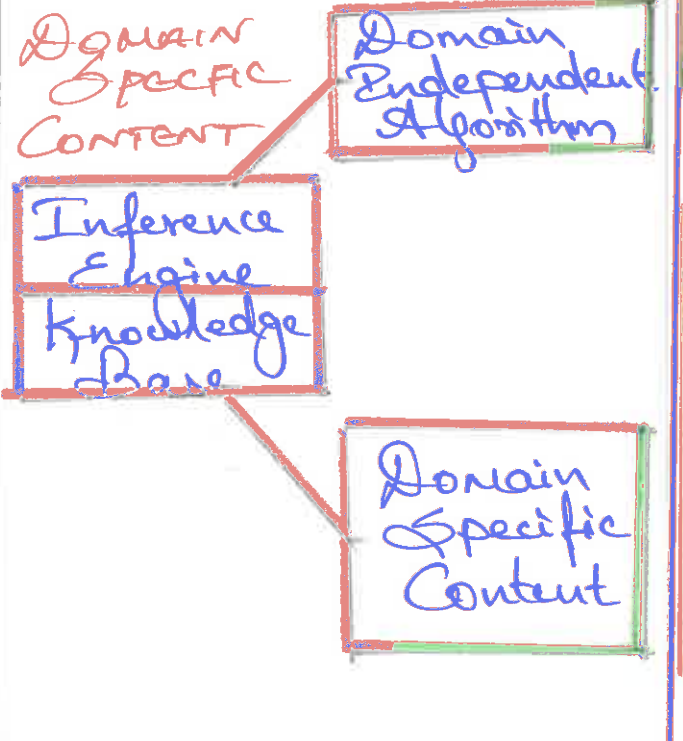 DOMAIN
SPECFIC
CONTENT
Domain
Independent
Algorithm
Inference
Engine
Knowledge
Base
Domain
Specific
Content